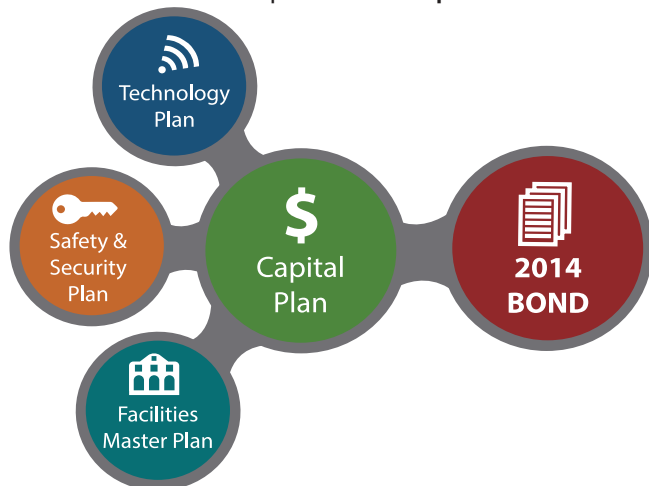 Technology
Plan
Safety &
Security
Plan
$
Capital
Plan
2014
BOND
Facilities
Master Plan